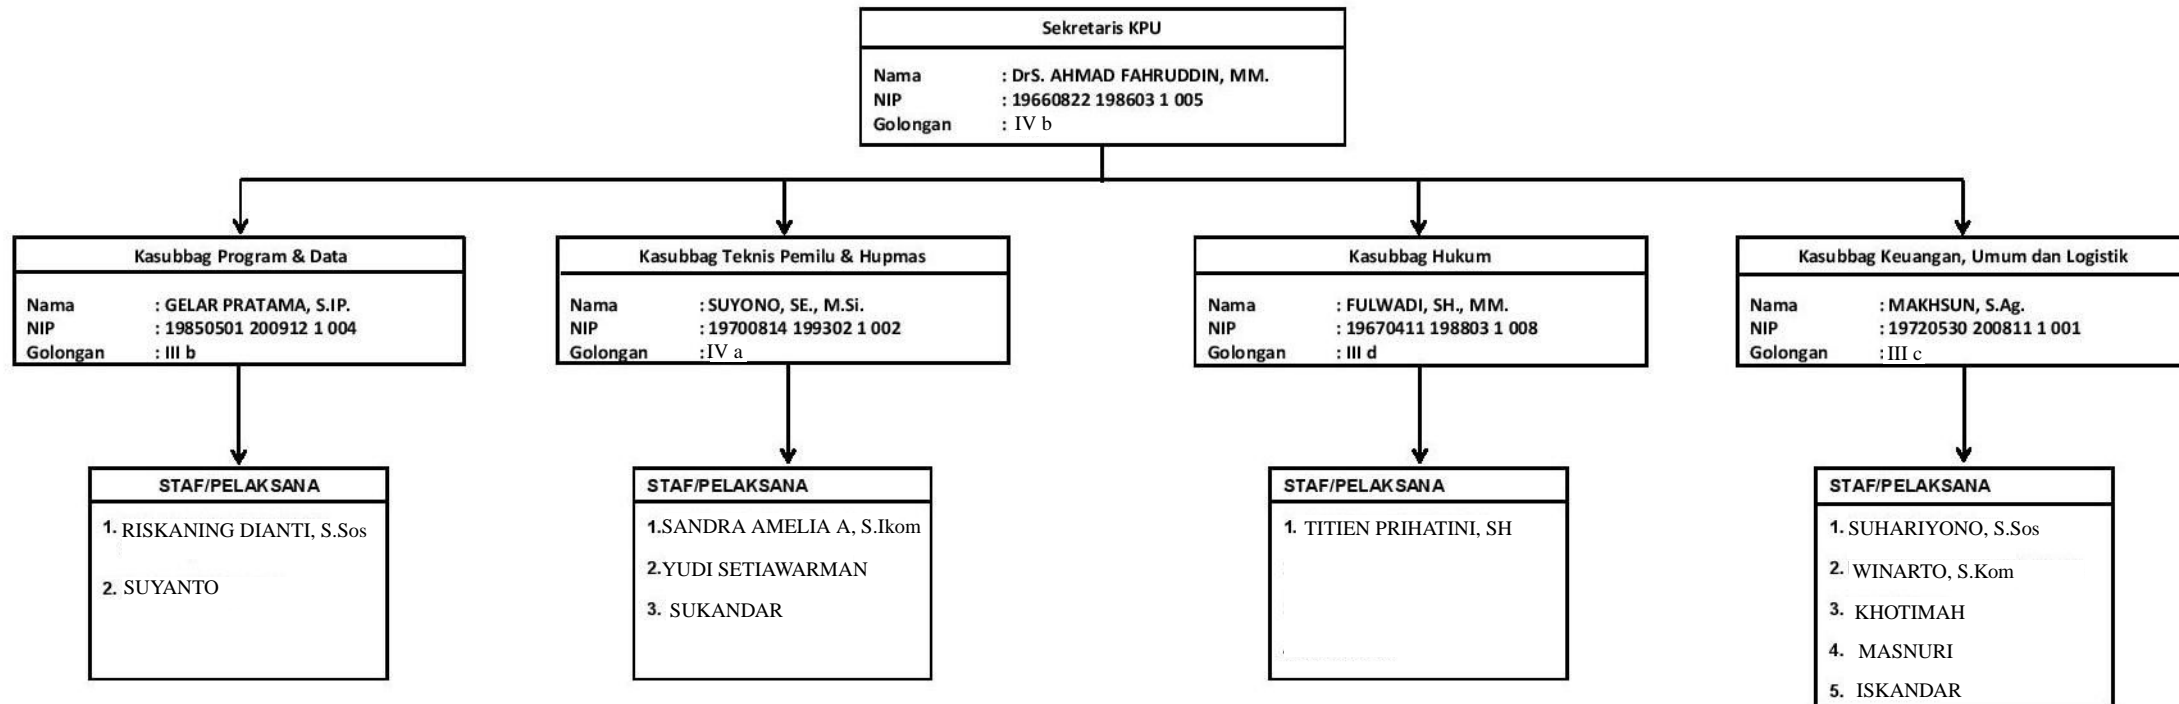 Sekretaris KPU
Nama : DrS. AHMAD FAHRUDDIN, MM.
NIP : 19660822 198603 1 005
Golongan : IV b
Kasubbag Program & Data
Nama : GELAR PRATAMA, S.IP.
NIP : 19850501 200912 1 004
Golongan : III b
Kasubbag Teknis Pemilu & Hupmas
Nama : SUYONO, SE., M.Si.
NIP : 19700814 199302 1 002
Golongan : IV a
Kasubbag Hukum
Nama : FULWADI, SH., MM.
NIP : 19670411 198803 1 008
Golongan : III d
Kasubbag Keuangan, Umum dan Logistik
Nama : MAKHSUN, S.Ag.
NIP : 19720530 200811 1 001
Golongan : III c
STAF/PELAKSANA
1. RISKANING DIANTI, S.Sos
2. SUYANTO
STAF/PELAKSANA
1.SANDRA AMELIA A, S.Ikom
2.YUDI SETIAWARMAN
3. SUKANDAR
STAF/PELAKSANA
1. TITIEN PRIHATINI, SH
STAF/PELAKSANA
1. SUHARIYONO, S.Sos
2. WINARTO, S.Kom
3. KHOTIMAH
4. MASNURI
5. ISKANDAR